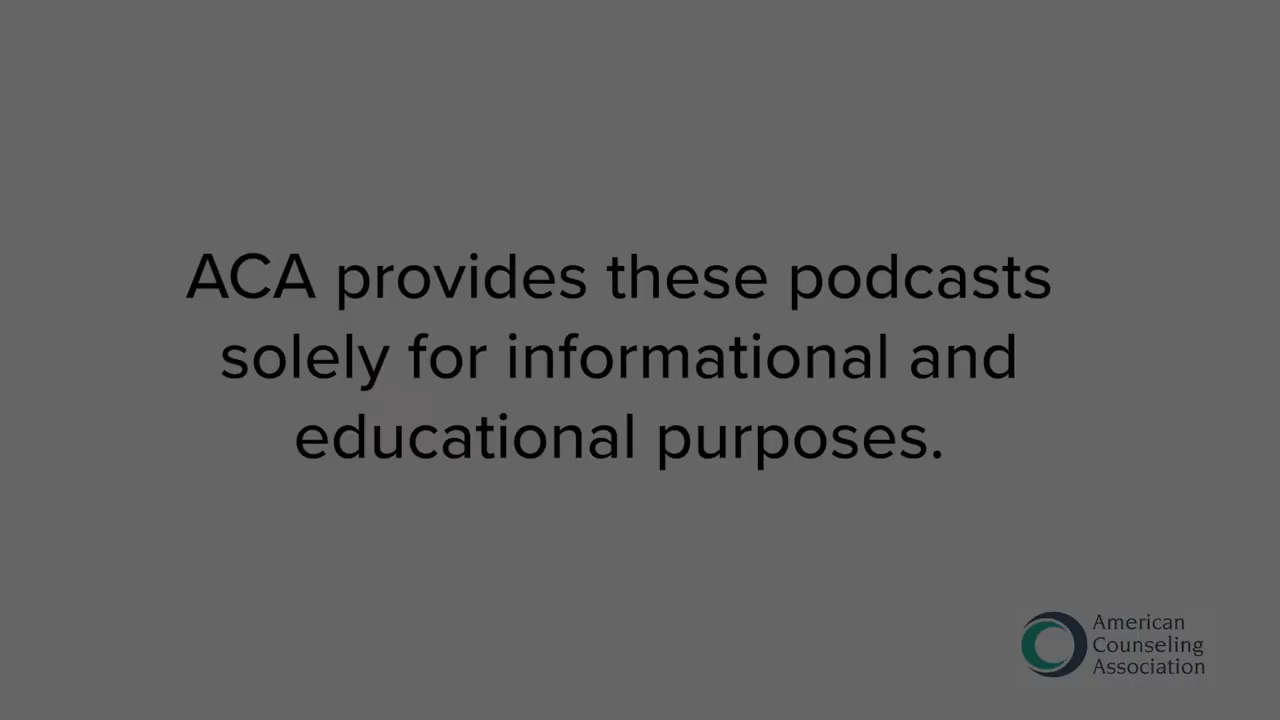 ACA provides these podcasts
solely for informational and
educational purposes.
American
Counseling
Association